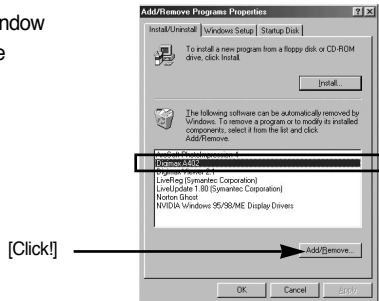 ndow
e
[Click!]
Add/Remove Programs Properties
Install/Uninstall Windows Setup Startup Disk
To install a new program from a floppy disk or CD-ROM
drive, click Install.
Install...
The following software can be automatically removed by
Windows. To remove a program or to modify its installed
components, select it from the list and click
Add/Remove.
ArcSoft PhotoImpression 4
Digimax A402
Digimax Viewer 2.1
LiveReg (Symantec Corporation)
LiveUpdate 1.80 (Symantec Corporation)
Norton Ghost
NVIDIA Windows 95/98/ME Display Drivers
Add/Remove...
OK Cancel Apply